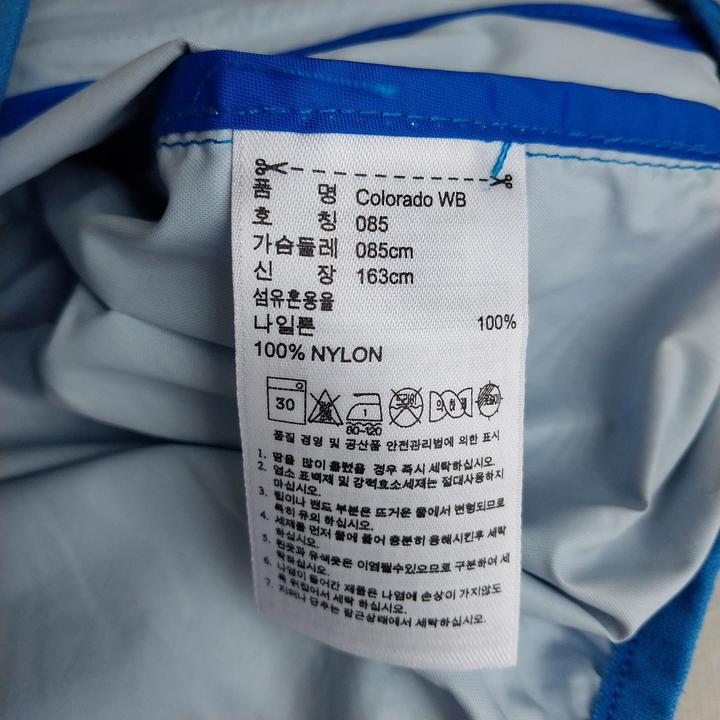 품 명 Colorado WB
호 칭 085
가슴둘레 085cm
신 장 163cm
섬유혼용율
나일론 100%
100% NYLON
30 1 80~120 드라이
품질 경영 및 공산품 안전관리법에 의한 표시
1. 땀을 많이 흘렸을 경우 즉시 세탁하십시오.
2. 염소 표백제 및 강력효소세제는 절대사용하지
마십시오.
3. 립이나 밴드 부분은 뜨거운 물에서 변형되므로
특히 유의 하십시오.
4. 세제를 먼저 물에 풀어 충분히 용해시킨후 세탁
하십시오.
5. 흰옷과 유색옷은 이염될수있으므로 구분하여 세
탁하십시오.
6. 나염이 들어간 제품은 나염에 손상이 가지않도
록 뒤집어서 세탁 하십시오.
7. 지퍼나 단추는 잠근상태에서 세탁하십시오.